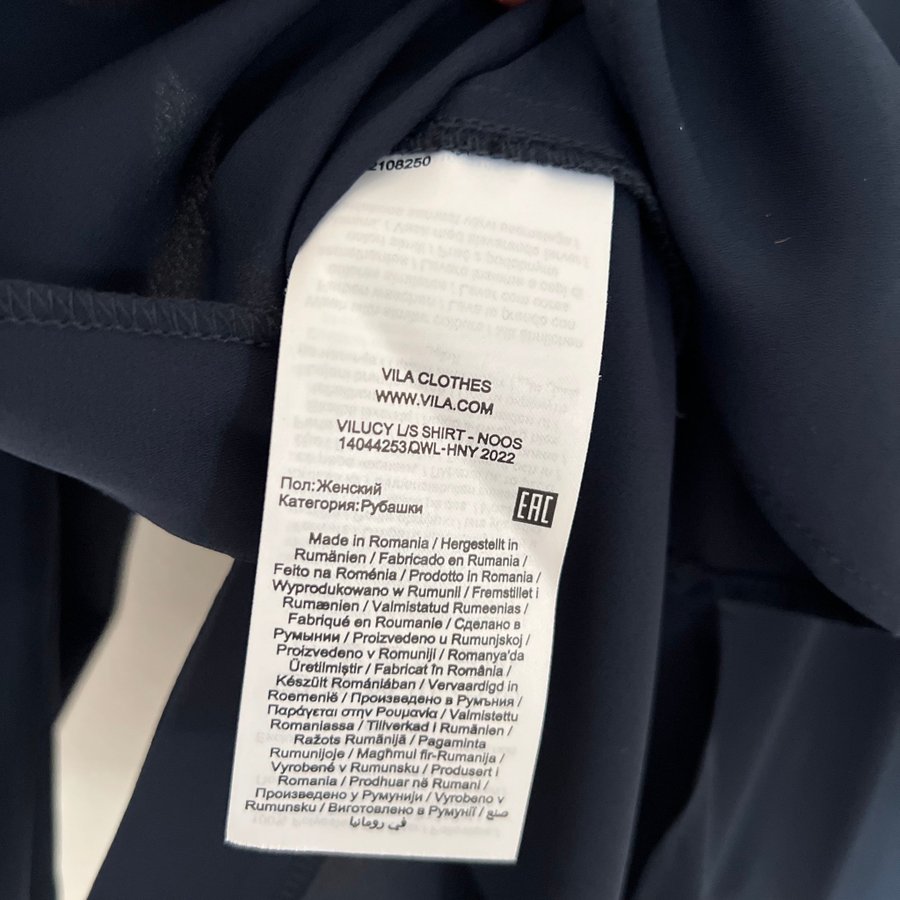 2108250
VILA CLOTHES
WWW.VILA.COM
VILUCY L/S SHIRT - NOOS
14044253QWL-HNY 2022
Пол:Женский
Категория:Рубашки
EAC
Made in Romania / Hergestellt in
Rumänien / Fabricado en Rumania /
Feito na Roménia / Prodotto in Romania /
Wyprodukowano w Rumunii / Fremstillet i
Rumænien / Valmistatud Rumeenias /
Fabriqué en Roumanie / Сделано в
Румынии / Proizvedeno u Rumunjskoj /
Proizvedeno v Romuniji / Romanya'da
Üretilmiştir / Fabricat în România /
Készült Romániában / Vervaardigd in
Roemenië / Произведено в Румъния /
Παράγεται στην Ρουμανία / Valmistettu
Romaniassa / Tillverkad i Rumänien /
Ražots Rumānijā / Pagaminta
Rumunijoje / Magħmul fir-Rumanija /
Vyrobené v Rumunsku / Produsert i
Romania / Prodhuar në Rumani /
Произведено у Румунији / Vyrobeno v
Rumunsku / Виготовлено в Румунії / صنع
في رومانيا